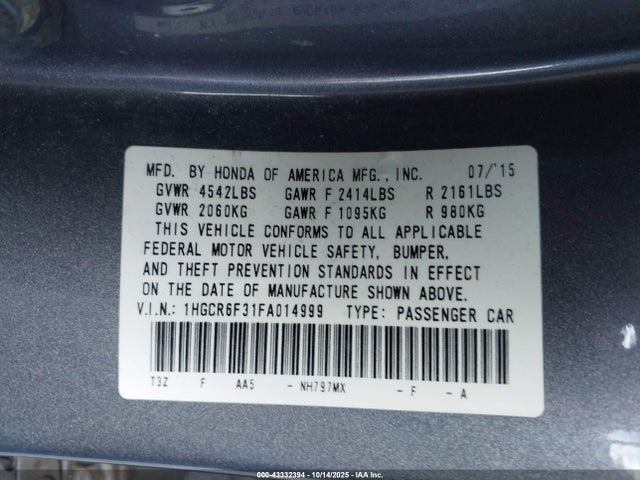 MFD. BY HONDA OF AMERICA MFG., INC. 07/'15
GVWR 4542LBS GAWR F 2414LBS R 2161LBS
GVWR 2060KG GAWR F 1095KG R 980KG
THIS VEHICLE CONFORMS TO ALL APPLICABLE
FEDERAL MOTOR VEHICLE SAFETY, BUMPER,
AND THEFT PREVENTION STANDARDS IN EFFECT
ON THE DATE OF MANUFACTURE SHOWN ABOVE.
V.I.N.: 1HGCR6F31FA014999 TYPE: PASSENGER CAR
T3Z F AA5 - NH797MX - F - A
000-43332394 - 10/14/2025 - IAA Inc.